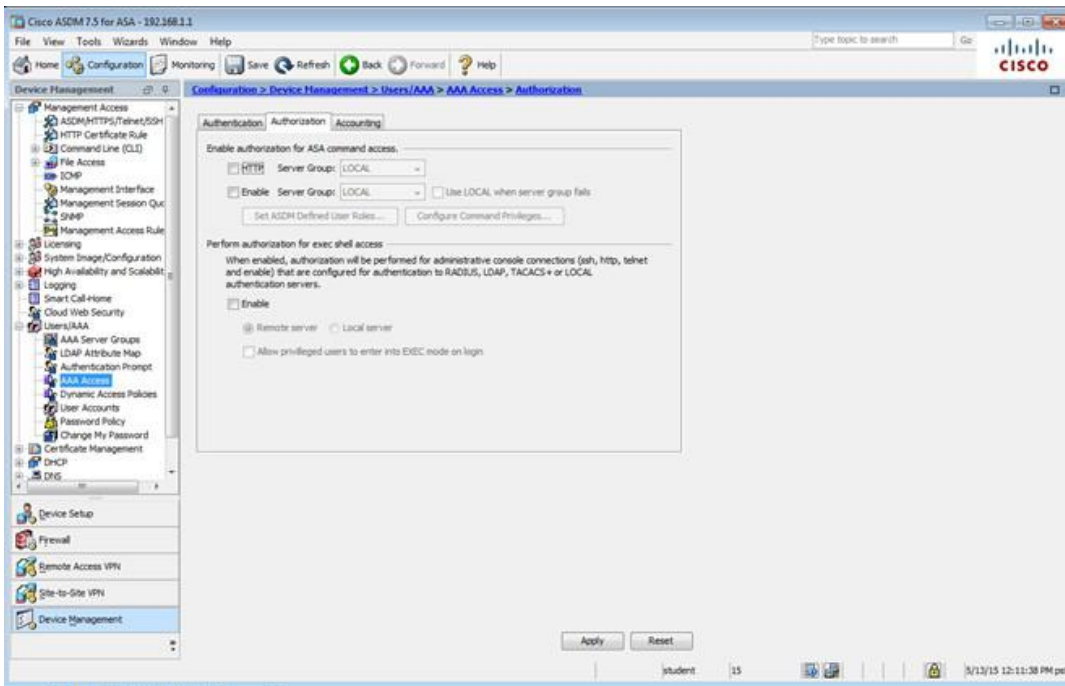 Cisco ASDM 7.5 for ASA - 192.168.1.1
File View Tools Wizards Window Help
Type topic to search Go
Home Configuration Monitoring Save Refresh Back Forward Help
CISCO
Device Management
Configuration > Device Management > Users/AAA > AAA Access > Authorization
Management Access
ASDM/HTTPS/Telnet/SSH
HTTP Certificate Rule
Command Line (CLI)
File Access
ICMP
Management Interface
Management Session Quo
SNMP
Management Access Rule
Licensing
System Image/Configuration
High Availability and Scalabilit
Logging
Smart Call-Home
Cloud Web Security
Users/AAA
AAA Server Groups
LDAP Attribute Map
Authentication Prompt
AAA Access
Dynamic Access Policies
User Accounts
Password Policy
Change My Password
Certificate Management
DHCP
DNS
Device Setup
Firewall
Remote Access VPN
Site-to-Site VPN
Device Management
Authentication Authorization Accounting
Enable authorization for ASA command access.
HTTP Server Group: LOCAL
Enable Server Group: LOCAL Use LOCAL when server group fails
Set ASDM Defined User Roles... Configure Command Privileges...
Perform authorization for exec shell access
When enabled, authorization will be performed for administrative console connections (ssh, http, telnet
and enable) that are configured for authentication to RADIUS, LDAP, TACACS+ or LOCAL
authentication servers.
Enable
Remote server Local server
Allow privileged users to enter into EXEC mode on login
Apply Reset
student 15 5/13/15 12:11:38 PM